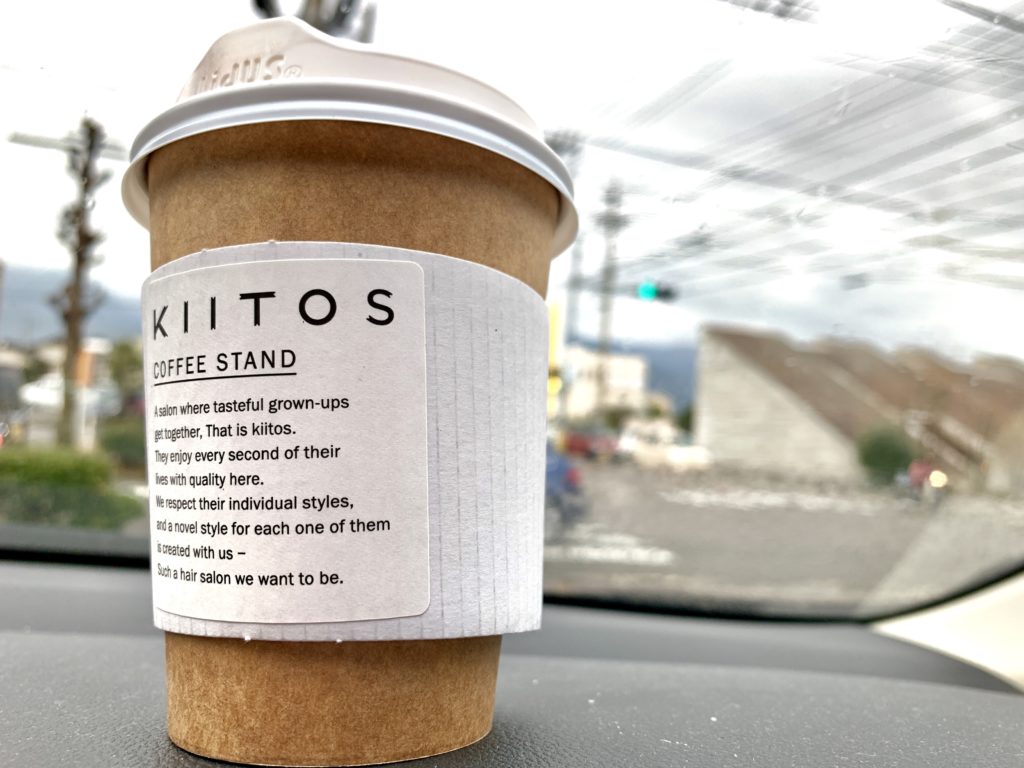 KIITOS
COFFEE STAND
A salon where tasteful grown-ups
get together, That is kiitos.
They enjoy every second of their
lives with quality here.
We respect their individual styles,
and a novel style for each one of them
is created with us –
Such a hair salon we want to be.